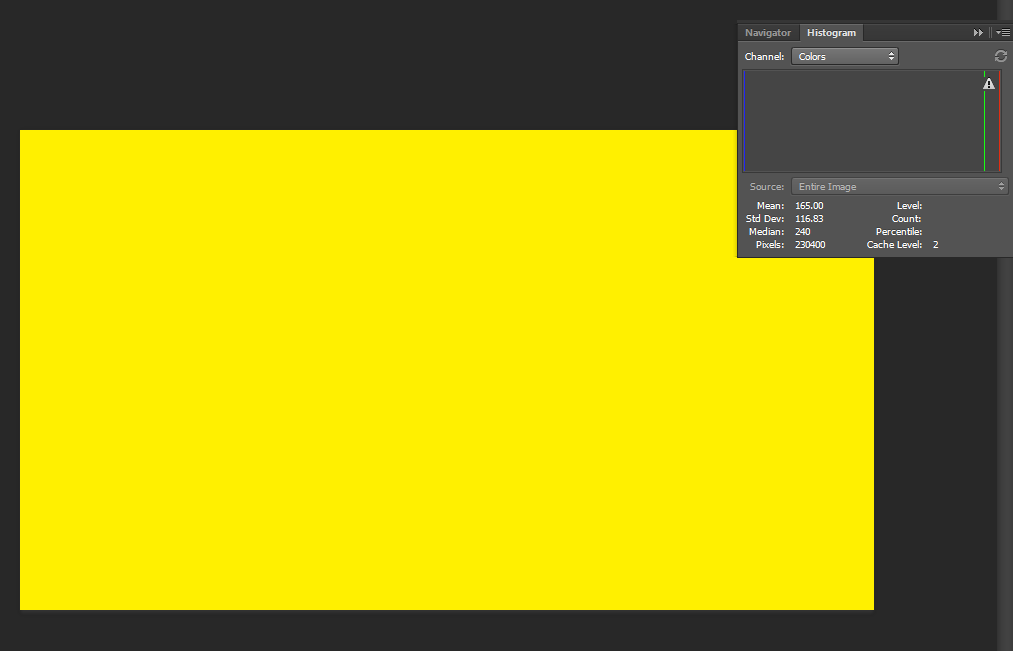 Navigator Histogram
Channel: Colors
Source: Entire Image
Mean: 165.00 Level:
Std Dev: 116.83 Count:
Median: 240 Percentile:
Pixels: 230400 Cache Level: 2